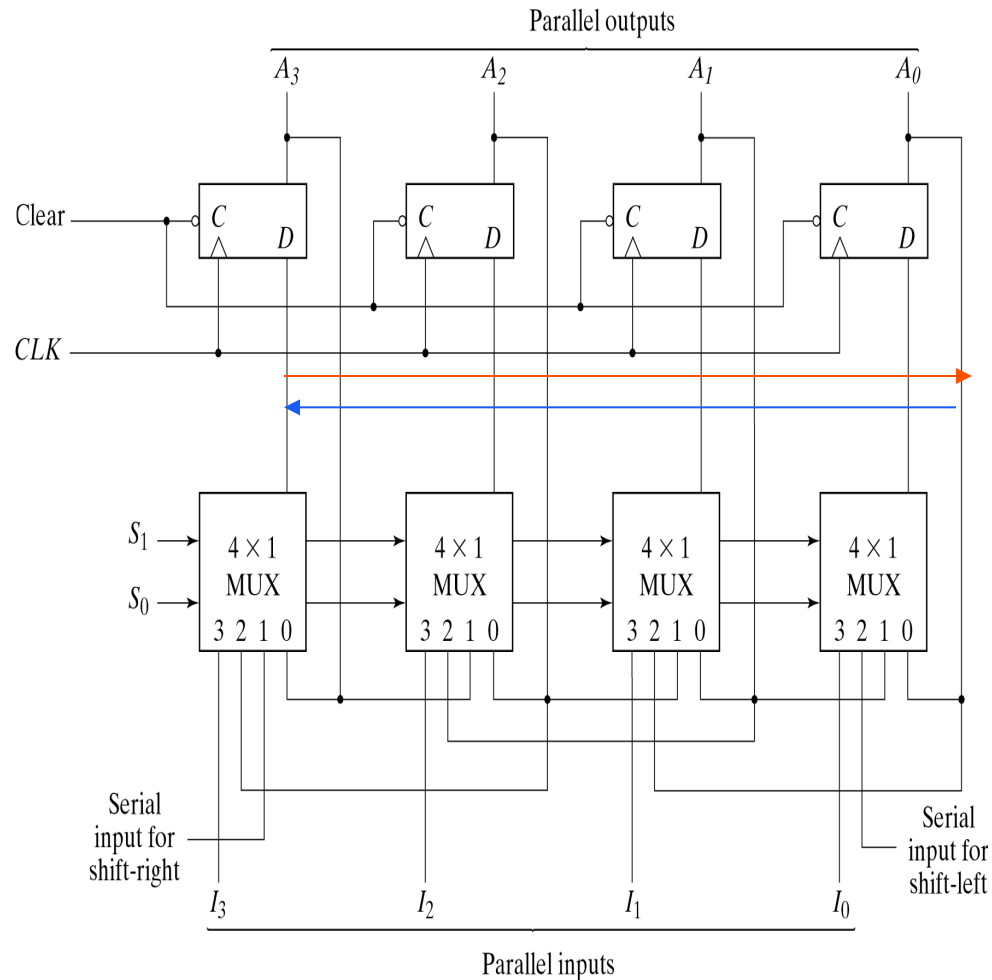 Parallel outputs
A3 A2 A1 A0
Clear C C C C
D D D D
CLK
S1 4 × 1 4 × 1 4 × 1 4 × 1
MUX MUX MUX MUX
S0
3 2 1 0 3 2 1 0 3 2 1 0 3 2 1 0
Serial
input for
shift-right
Serial
input for
shift-left
I3 I2 I1 I0
Parallel inputs